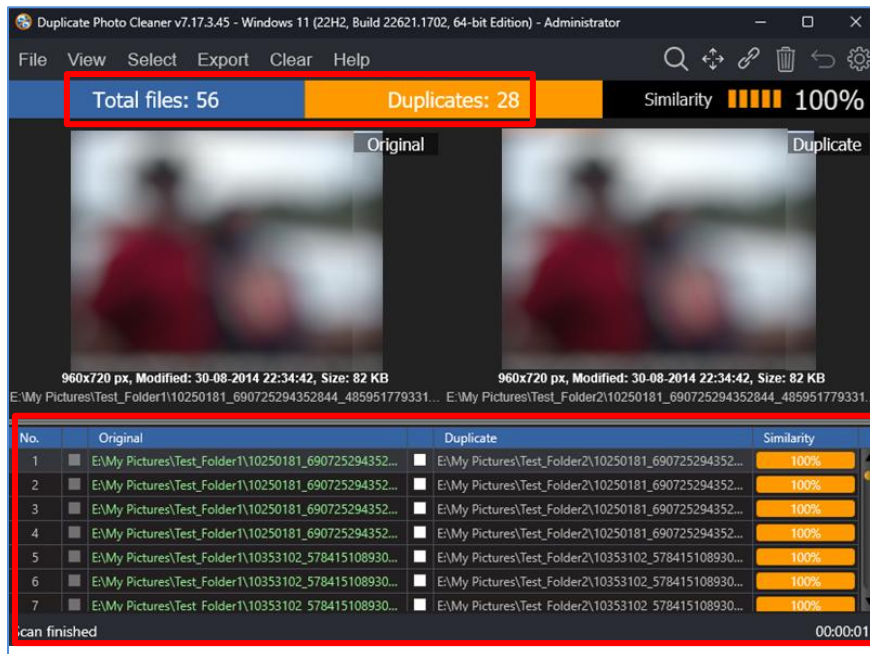 Duplicate Photo Cleaner v7.17.3.45 - Windows 11 (22H2, Build 22621.1702, 64-bit Edition) - Administrator
File View Select Export Clear Help
Total files: 56 Duplicates: 28 Similarity 100%
Original Duplicate
960x720 px, Modified: 30-08-2014 22:34:42, Size: 82 KB 960x720 px, Modified: 30-08-2014 22:34:42, Size: 82 KB
E:\My Pictures\Test_Folder1\10250181_690725294352844_485951779331... E:\My Pictures\Test_Folder2\10250181_690725294352844_485951779331...
No. Original Duplicate Similarity
1 E:\My Pictures\Test_Folder1\10250181_690725294352... E:\My Pictures\Test_Folder2\10250181_690725294352... 100%
2 E:\My Pictures\Test_Folder1\10250181_690725294352... E:\My Pictures\Test_Folder2\10250181_690725294352... 100%
3 E:\My Pictures\Test_Folder1\10250181_690725294352... E:\My Pictures\Test_Folder2\10250181_690725294352... 100%
4 E:\My Pictures\Test_Folder1\10250181_690725294352... E:\My Pictures\Test_Folder2\10250181_690725294352... 100%
5 E:\My Pictures\Test_Folder1\10353102_578415108930... E:\My Pictures\Test_Folder2\10353102_578415108930... 100%
6 E:\My Pictures\Test_Folder1\10353102_578415108930... E:\My Pictures\Test_Folder2\10353102_578415108930... 100%
7 E:\My Pictures\Test_Folder1\10353102_578415108930... E:\My Pictures\Test_Folder2\10353102_578415108930... 100%
Scan finished 00:00:01